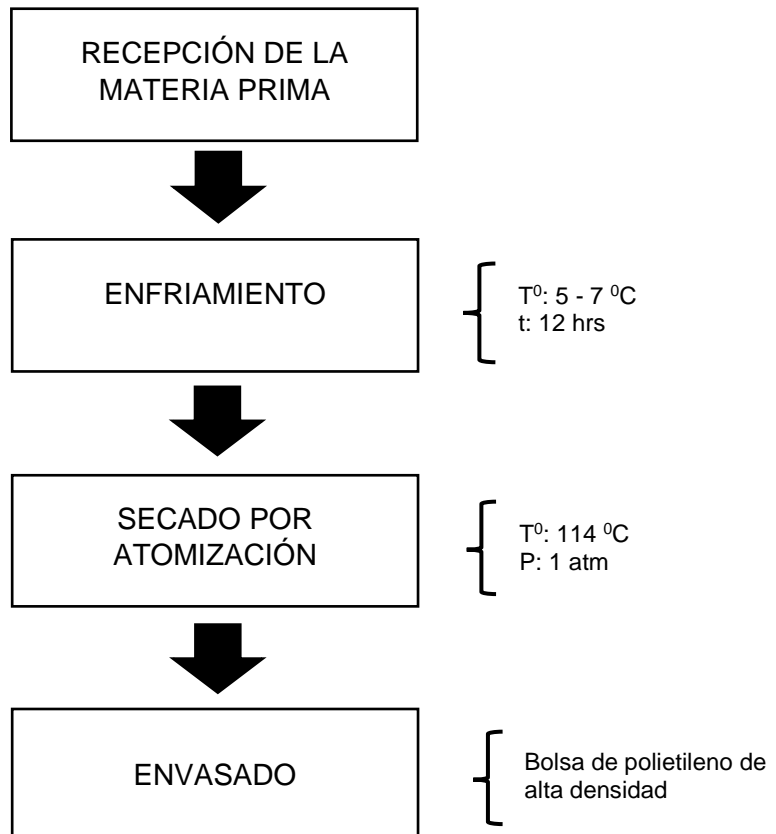 RECEPCIÓN DE LA
MATERIA PRIMA
ENFRIAMIENTO
T⁰: 5 - 7 ⁰C
t: 12 hrs
SECADO POR
ATOMIZACIÓN
T⁰: 114 ⁰C
P: 1 atm
ENVASADO
Bolsa de polietileno de
alta densidad